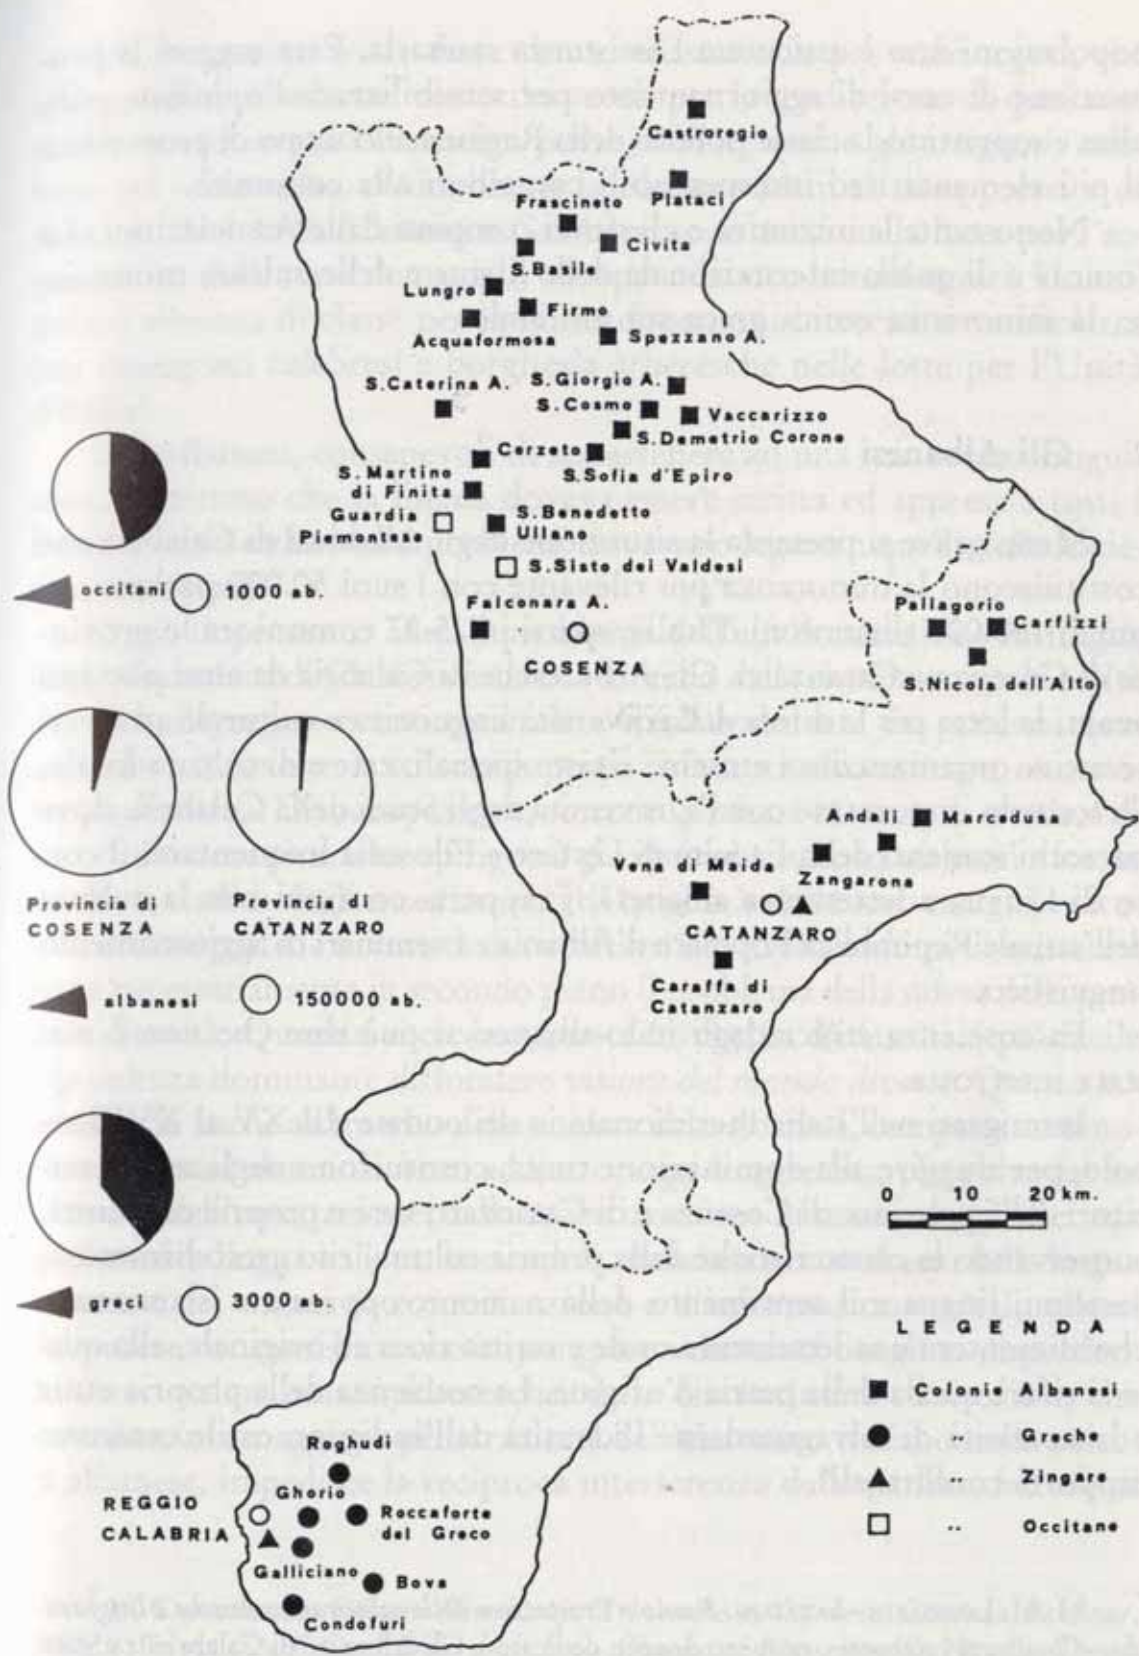 Castroregio
Plataci
Frascineto
Civita
S.Basile
Lungro
Firmo
Acquaformosa
Spezzano A.
S.Caterina A.
S.Giorgio A.
S.Cosmo
Vaccarizzo
S.Demetrio Corone
Cerzeto
S.Sofia d'Epiro
S.Martino
di Finita
Guardia
Piemontese
S.Benedetto
Ullano
S.Sisto dei Valdesi
occitani
1000 ab.
Falconara A.
COSENZA
Pallagorio
Carfizzi
S.Nicola dell'Alto
Andali
Marcedusa
Vena di Maida
Zangarona
CATANZARO
Caraffa di
Catanzaro
Provincia di
COSENZA
Provincia di
CATANZARO
albanesi
150000 ab.
greci
3000 ab.
0 10 20 km.
LEGENDA
Colonie Albanesi
" Greche
" Zingare
" Occitane
Roghudi
Ghorio
REGGIO
CALABRIA
Roccaforte
del Greco
Galliciano
Bova
Condofuri